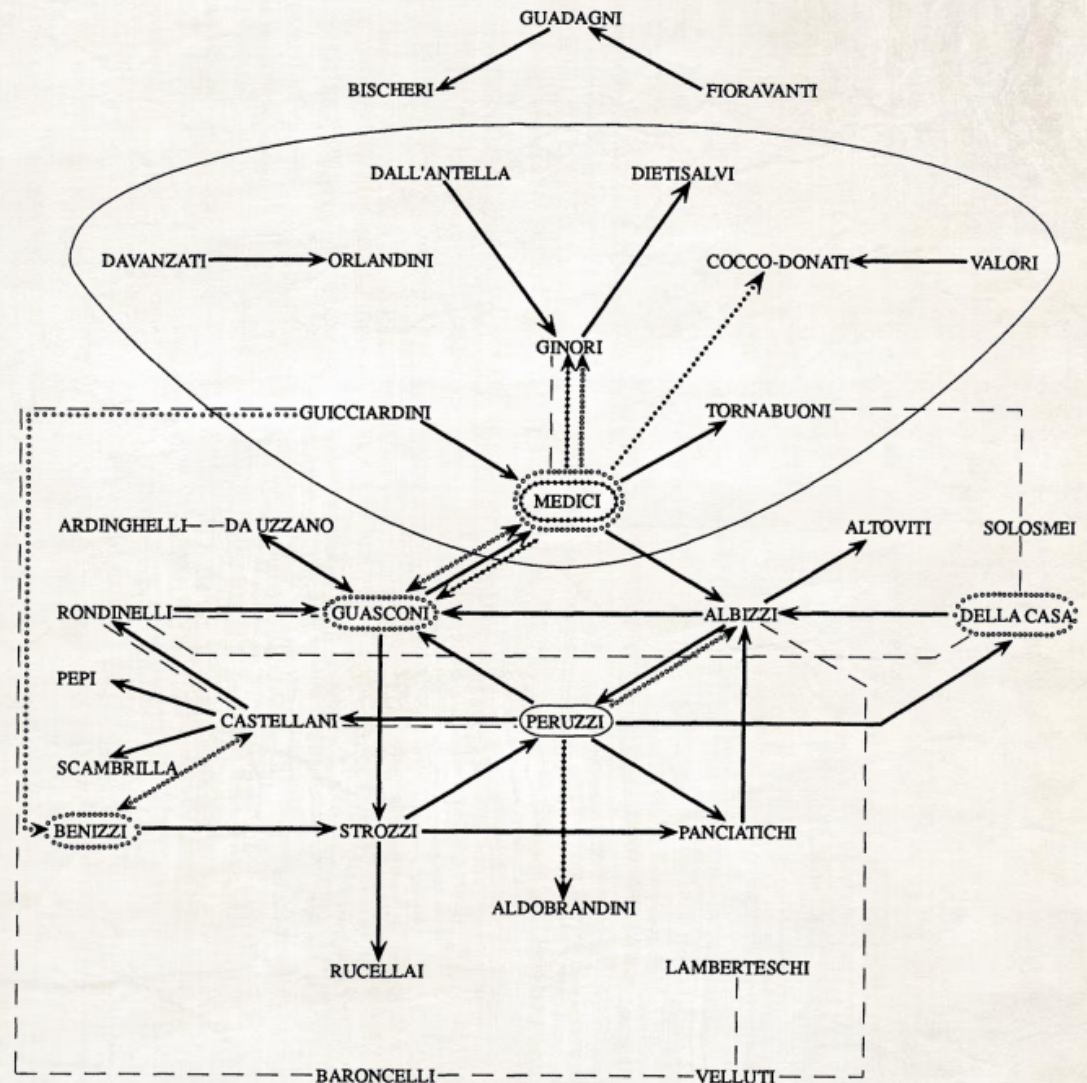 GUADAGNI
BISCHERI FIORAVANTI
DALL'ANTELLA DIETISALVI
DAVANZATI ORLANDINI COCCO-DONATI VALORI
GINORI
GUICCIARDINI TORNABUONI
MEDICI
ARDINGHELLI DA UZZANO ALTOVITI SOLOSMEI
RONDINELLI GUASCONI ALBIZZI DELLA CASA
PEPI
CASTELLANI PERUZZI
SCAMBRILLA
BENIZZI STROZZI PANCIATICHI
ALDOBRANDINI
RUCELLAI LAMBERTESCHI
BARONCELLI VELLUTI